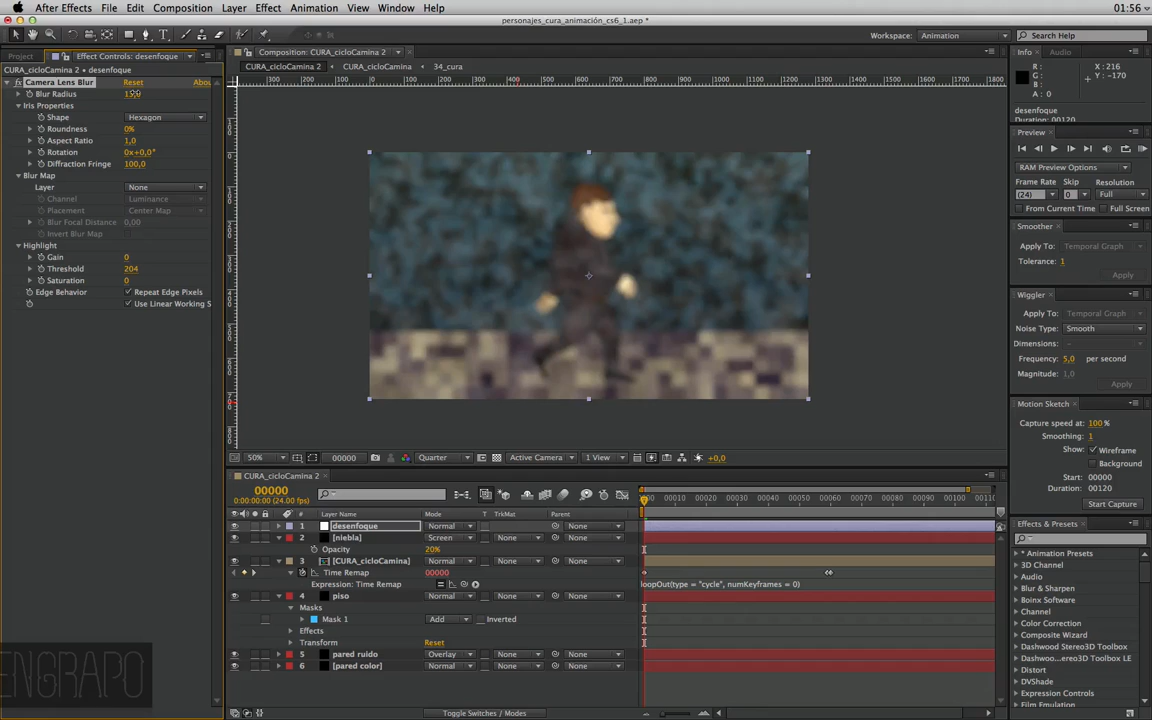 After Effects File Edit Composition Layer Effect Animation View Window Help 01:56
personajes_cura_animación_cs6_1.aep *
Workspace: Animation Search Help
Project Effect Controls: desenfoque Composition: CURA_cicloCamina 2 Info Audio
CURA_cicloCamina 2 • desenfoque
CURA_cicloCamina 2 CURA_cicloCamina 34_cura
Camera Lens Blur Reset Abou
Blur Radius
Iris Properties
Shape Hexagon
Roundness 0%
Aspect Ratio 1,0
Rotation 0x+0,0°
Diffraction Fringe 100,0
Blur Map
Layer None
Channel Luminance
Placement Center Map
Blur Focal Distance 0,00
Invert Blur Map
Highlight
Gain 0
Threshold 204
Saturation 0
Edge Behavior Repeat Edge Pixels
Use Linear Working S
50% 00000 Quarter Active Camera 1 View +0,0
R: X: 216
G: Y: -170
B:
A: 0
desenfoque
Duration: 00120
Preview
RAM Preview Options
Frame Rate Skip Resolution
(24) 0 Full
From Current Time Full Screen
Smoother
Apply To: Temporal Graph
Tolerance: 1
Apply
Wiggler
Apply To: Temporal Graph
Noise Type: Smooth
Dimensions: -
Frequency: 5,0 per second
Magnitude: 1,0
Apply
Motion Sketch
Capture speed at: 100%
Smoothing: 1
Show: Wireframe
Background
Start: 00000
Duration: 00120
Start Capture
Effects & Presets
* Animation Presets
3D Channel
Audio
Blur & Sharpen
Boinx Software
Channel
Color Correction
Composite Wizard
Dashwood...ereo3D Toolbox
Dashwoo...ereo3D Toolbox LE
Distort
DVShade
Expression Controls
Film Emulation
CURA_cicloCamina 2
00000
0:00:00:00 (24.00 fps)
# Layer Name Mode T TrkMat Parent
00010 00020 00030 00040 00050 00060 00070 00080 00090 00100
1 desenfoque Normal None
2 [niebla] Screen None None
Opacity 20%
3 [CURA_cicloCamina] Normal None None
Time Remap 00000
Expression: Time Remap loopOut(type = "cycle", numKeyframes = 0)
4 piso Normal None None
Masks
Mask 1 Add Inverted
Effects
Transform Reset
5 pared ruido Overlay None None
6 [pared color] Normal None None
Toggle Switches / Modes
ENGRAPO